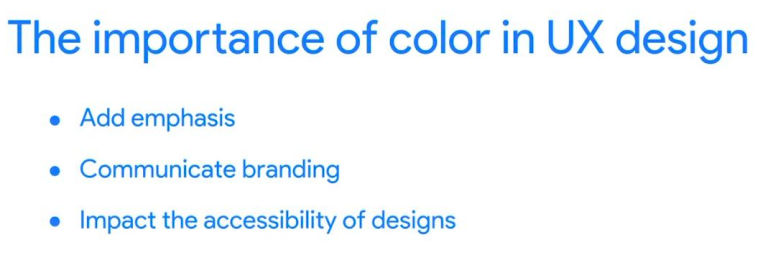 The importance of color in UX design
• Add emphasis
• Communicate branding
• Impact the accessibility of designs